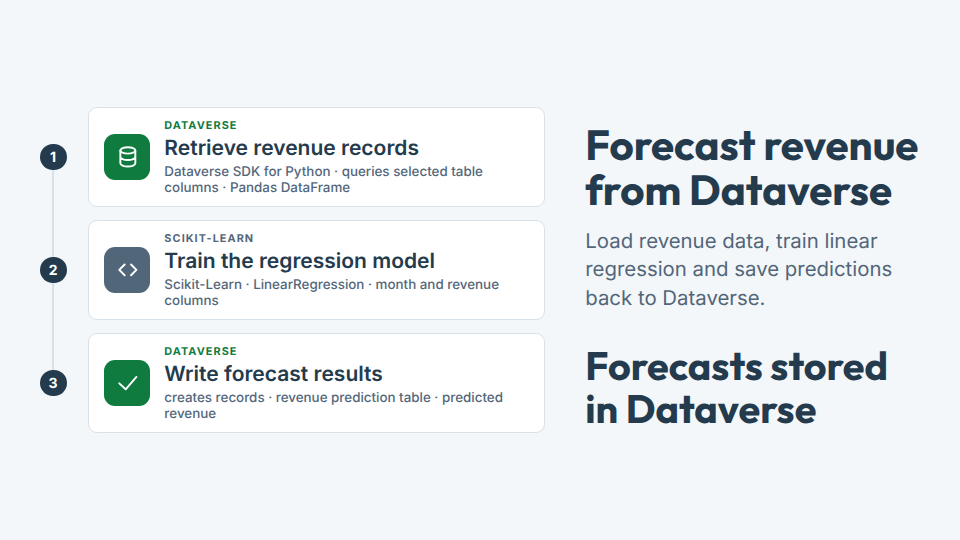 1
DATAVERSE
Retrieve revenue records
Dataverse SDK for Python · queries selected table
columns · Pandas DataFrame
2
SCIKIT-LEARN
Train the regression model
Scikit-Learn · LinearRegression · month and revenue
columns
3
DATAVERSE
Write forecast results
creates records · revenue prediction table · predicted
revenue
Forecast revenue
from Dataverse
Load revenue data, train linear
regression and save predictions
back to Dataverse.
Forecasts stored
in Dataverse